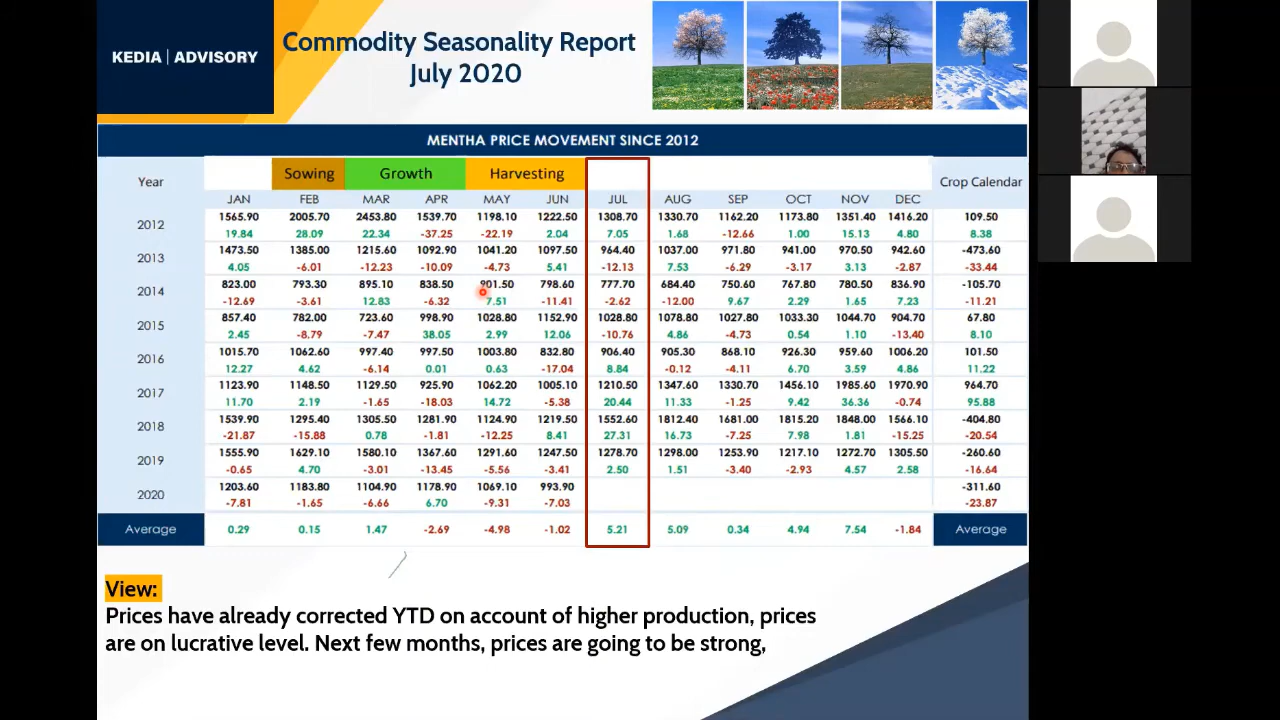 KEDIA | ADVISORY
Commodity Seasonality Report
July 2020
MENTHA PRICE MOVEMENT SINCE 2012
Year Sowing Growth Harvesting Crop Calendar
JAN FEB MAR APR MAY JUN JUL AUG SEP OCT NOV DEC
2012 1565.90 2005.70 2453.80 1539.70 1198.10 1222.50 1308.70 1330.70 1162.20 1173.80 1351.40 1416.20 109.50
19.84 28.09 22.34 -37.25 -22.19 2.04 7.05 1.68 -12.66 1.00 15.13 4.80 8.38
2013 1473.50 1385.00 1215.60 1092.90 1041.20 1097.50 964.40 1037.00 971.80 941.00 970.50 942.60 -473.60
4.05 -6.01 -12.23 -10.09 -4.73 5.41 -12.13 7.53 -6.29 -3.17 3.13 -2.87 -33.44
2014 823.00 793.30 895.10 838.50 901.50 798.60 777.70 684.40 750.60 767.80 780.50 836.90 -105.70
-12.69 -3.61 12.83 -6.32 7.51 -11.41 -2.62 -12.00 9.67 2.29 1.65 7.23 -11.21
2015 857.40 782.00 723.60 998.90 1028.80 1152.90 1028.80 1078.80 1027.80 1033.30 1044.70 904.70 67.80
2.45 -8.79 -7.47 38.05 2.99 12.06 -10.76 4.86 -4.73 0.54 1.10 -13.40 8.10
2016 1015.70 1062.60 997.40 997.50 1003.80 832.80 906.40 905.30 868.10 926.30 959.60 1006.20 101.50
12.27 4.62 -6.14 0.01 0.63 -17.04 8.84 -0.12 -4.11 6.70 3.59 4.86 11.22
2017 1123.90 1148.50 1129.50 925.90 1062.20 1005.10 1210.50 1347.60 1330.70 1456.10 1985.60 1970.90 964.70
11.70 2.19 -1.65 -18.03 14.72 -5.38 20.44 11.33 -1.25 9.42 36.36 -0.74 95.88
2018 1539.90 1295.40 1305.50 1281.90 1124.90 1219.50 1552.60 1812.40 1681.00 1815.20 1848.00 1566.10 -404.80
-21.87 -15.88 0.78 -1.81 -12.25 8.41 27.31 16.73 -7.25 7.98 1.81 -15.25 -20.54
2019 1555.90 1629.10 1580.10 1367.60 1291.60 1247.50 1278.70 1298.00 1253.90 1217.10 1272.70 1305.50 -260.60
-0.65 4.70 -3.01 -13.45 -5.56 -3.41 2.50 1.51 -3.40 -2.93 4.57 2.58 -16.64
2020 1203.60 1183.80 1104.90 1178.90 1069.10 993.90 -311.60
-7.81 -1.65 -6.66 6.70 -9.31 -7.03 -23.87
Average 0.29 0.15 1.47 -2.69 -4.98 -1.02 5.21 5.09 0.34 4.94 7.54 -1.84 Average
View:
Prices have already corrected YTD on account of higher production, prices
are on lucrative level. Next few months, prices are going to be strong,